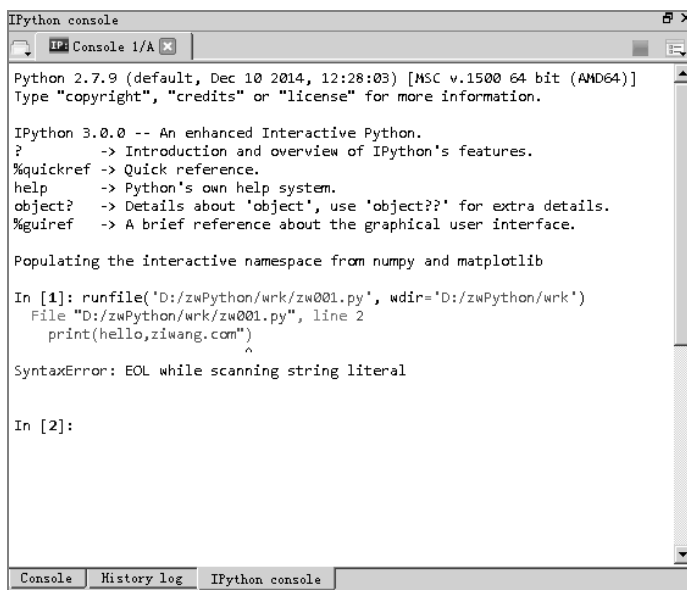 IPython console
IP: Console 1/A
Python 2.7.9 (default, Dec 10 2014, 12:28:03) [MSC v.1500 64 bit (AMD64)]
Type "copyright", "credits" or "license" for more information.
IPython 3.0.0 -- An enhanced Interactive Python.
? -> Introduction and overview of IPython's features.
%quickref -> Quick reference.
help -> Python's own help system.
object? -> Details about 'object', use 'object??' for extra details.
%guiref -> A brief reference about the graphical user interface.
Populating the interactive namespace from numpy and matplotlib
In [1]: runfile('D:/zwPython/wrk/zw001.py', wdir='D:/zwPython/wrk')
File "D:/zwPython/wrk/zw001.py", line 2
print(hello,ziwang.com")
^
SyntaxError: EOL while scanning string literal
In [2]:
Console History log IPython console